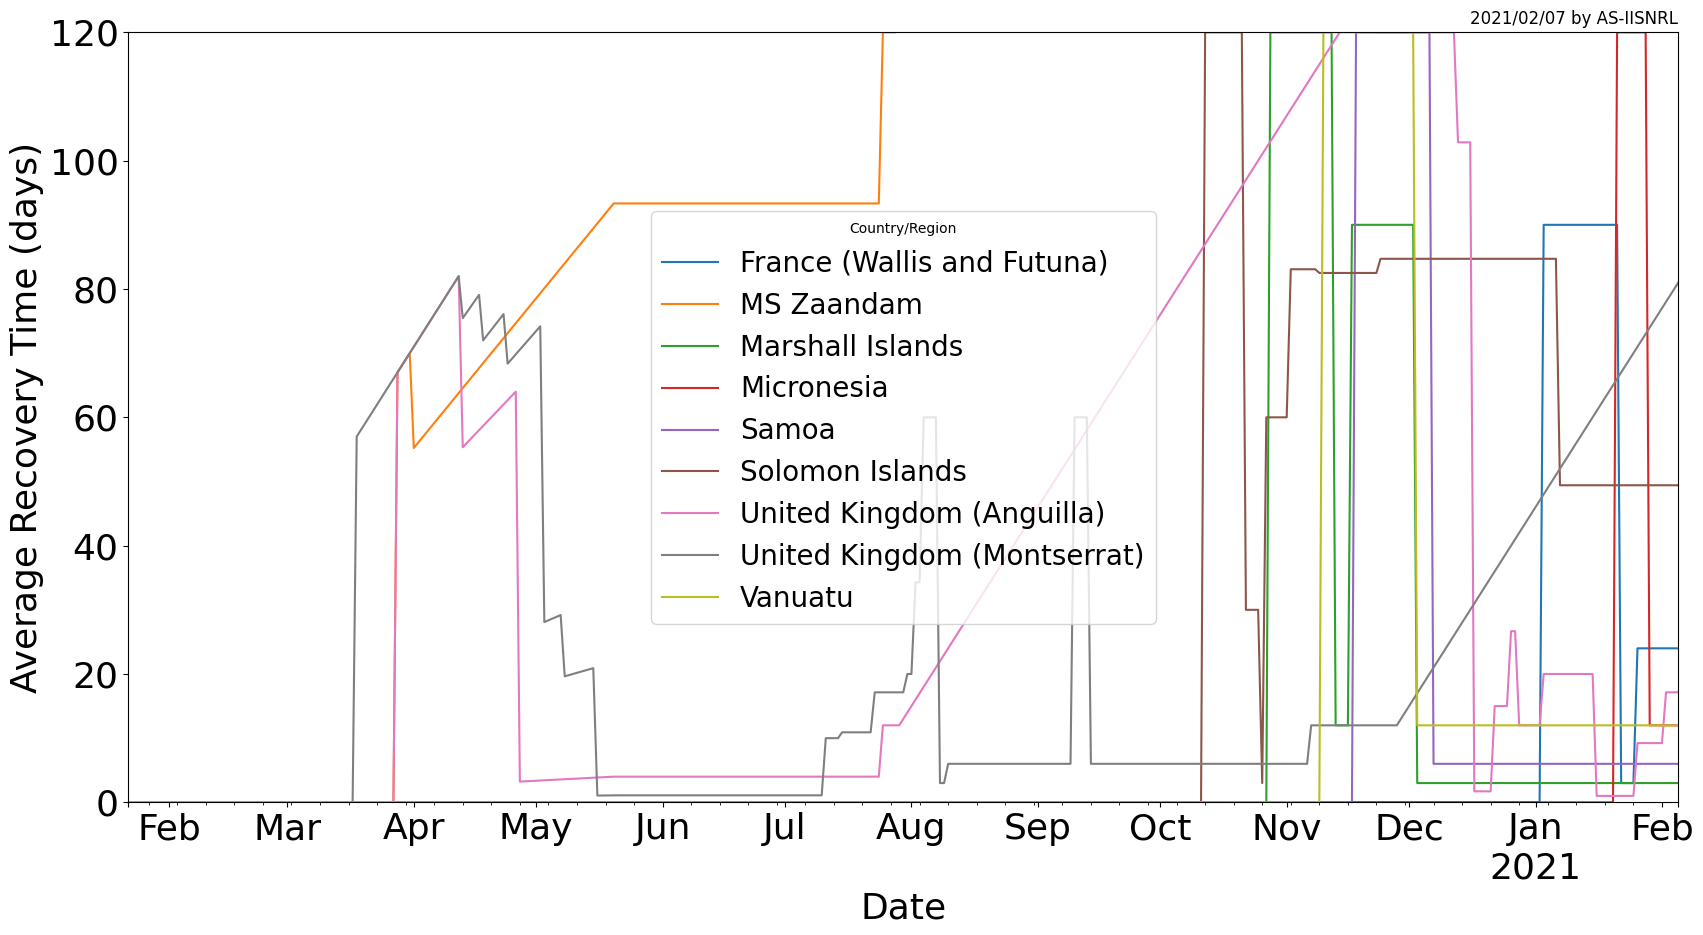 2021/02/07 by AS-IISNRL
120
100
80
60
40
20
0
Average Recovery Time (days)
Country/Region
France (Wallis and Futuna)
MS Zaandam
Marshall Islands
Micronesia
Samoa
Solomon Islands
United Kingdom (Anguilla)
United Kingdom (Montserrat)
Vanuatu
Feb Mar Apr May Jun Jul Aug Sep Oct Nov Dec Jan Feb
2021
Date